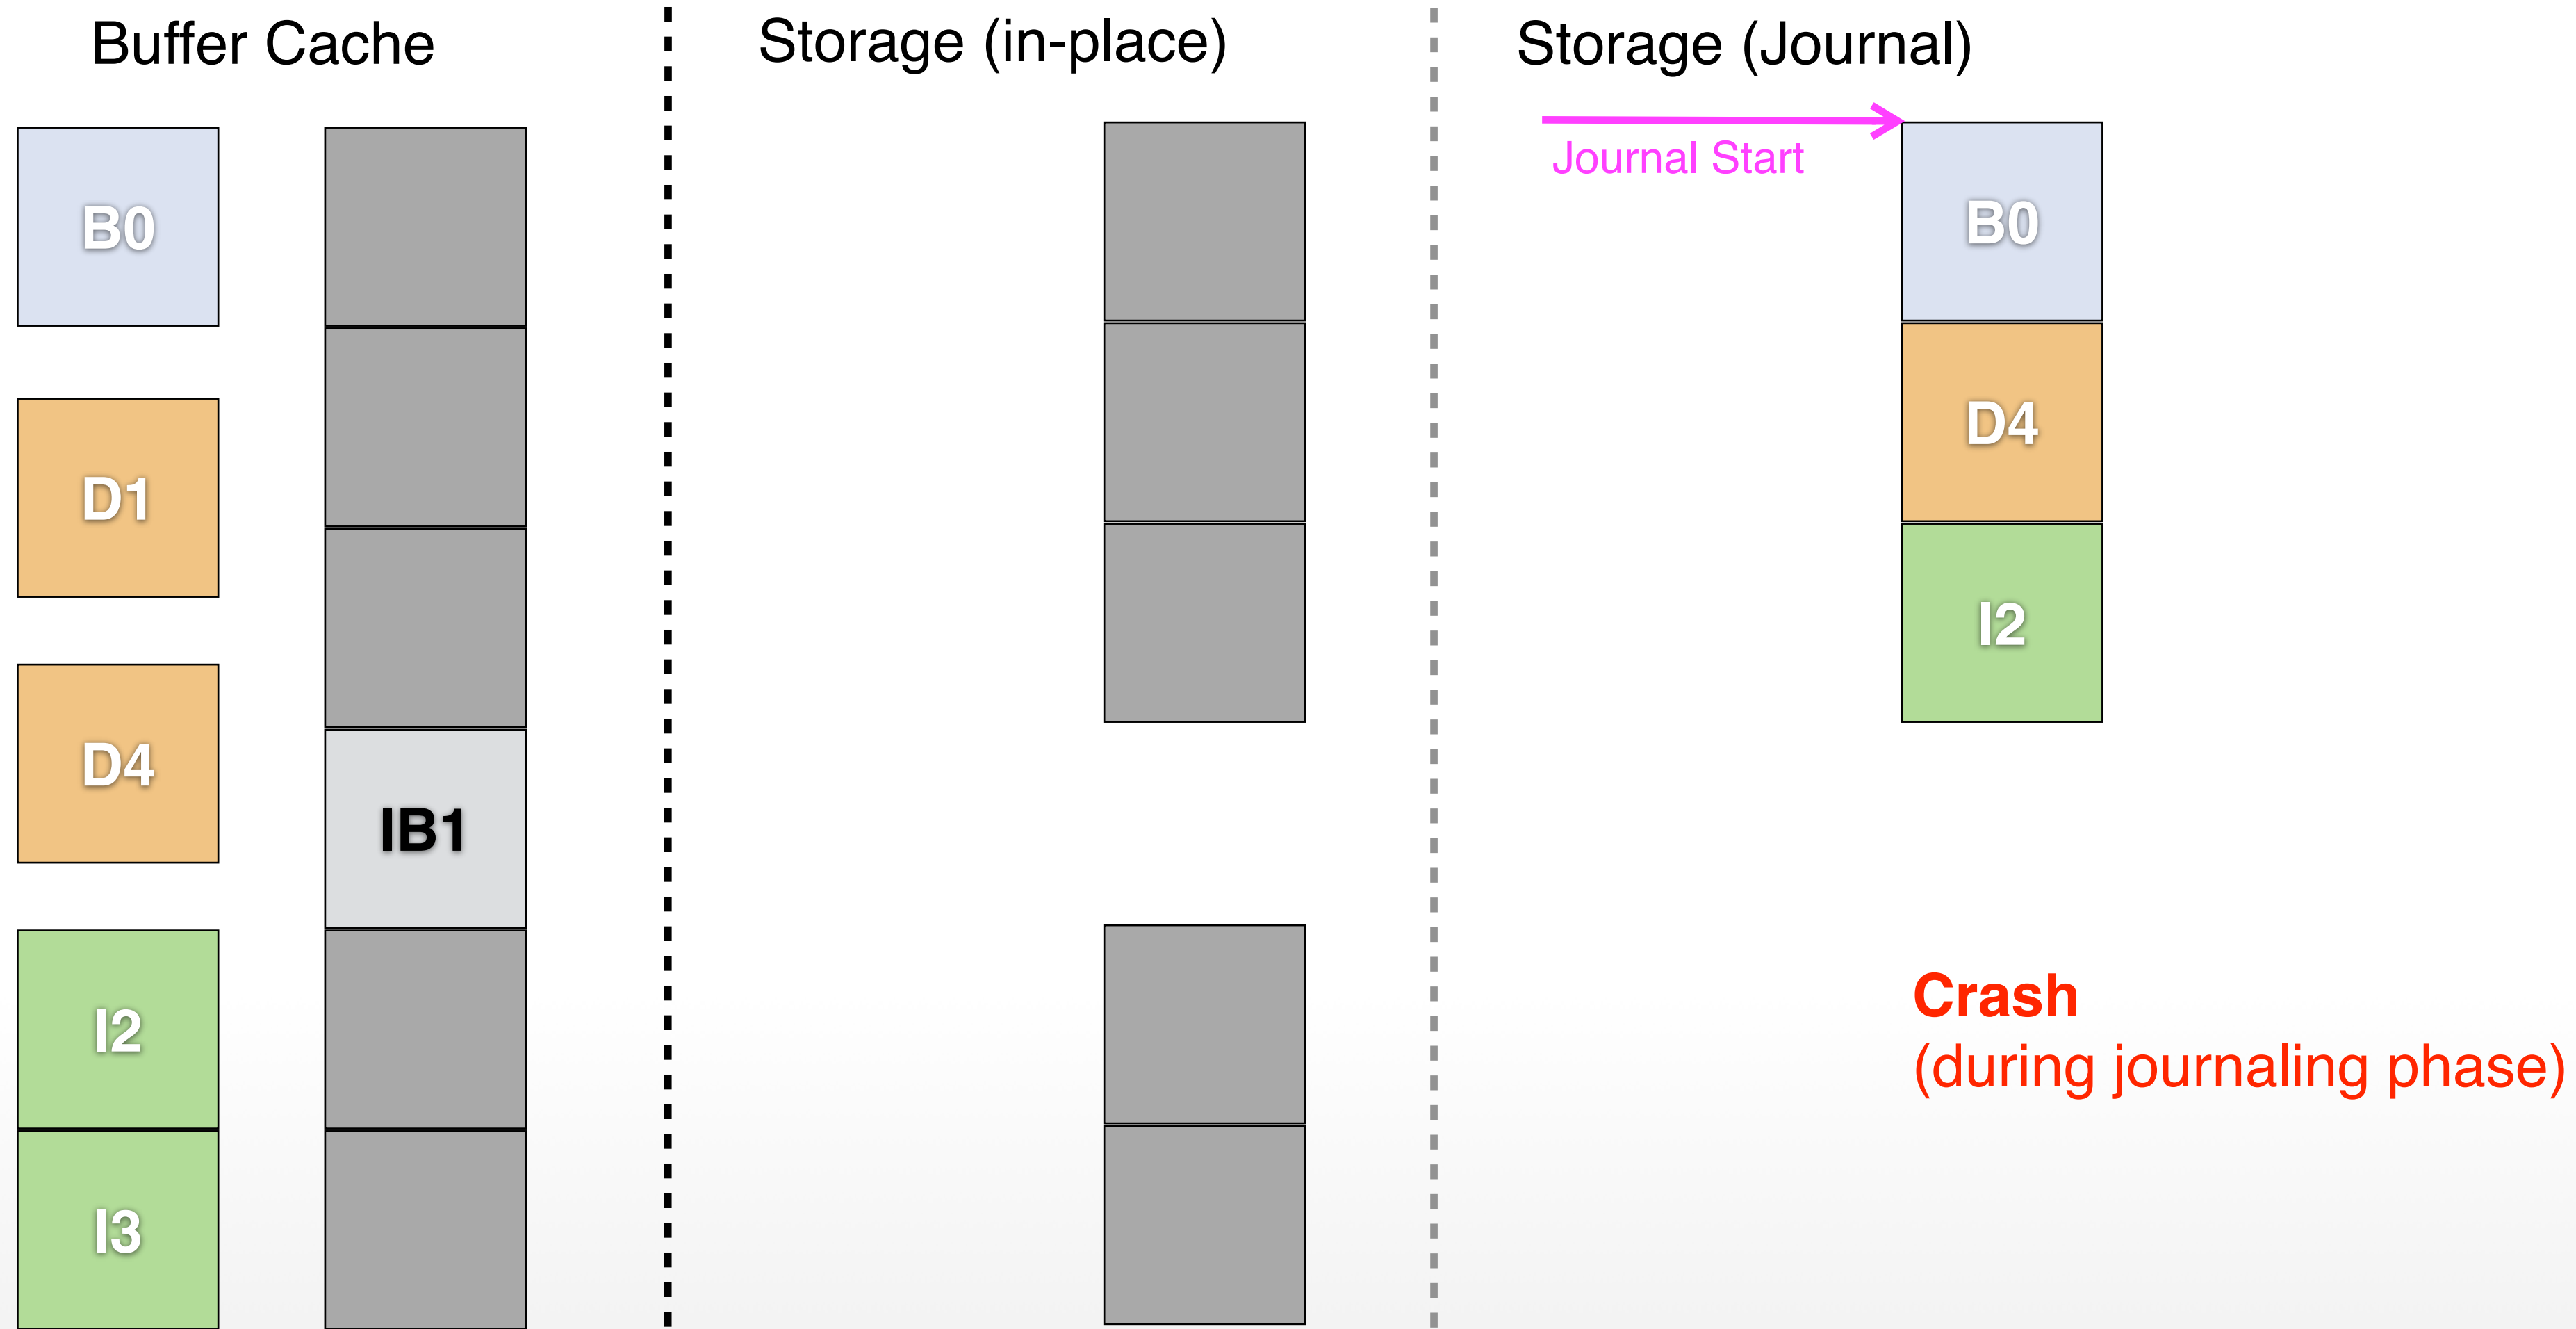 Buffer Cache
B0
D1
D4
I2
I3
IB1
Storage (in-place)
Storage (Journal)
Journal Start
B0
D4
I2
Crash
(during journaling phase)